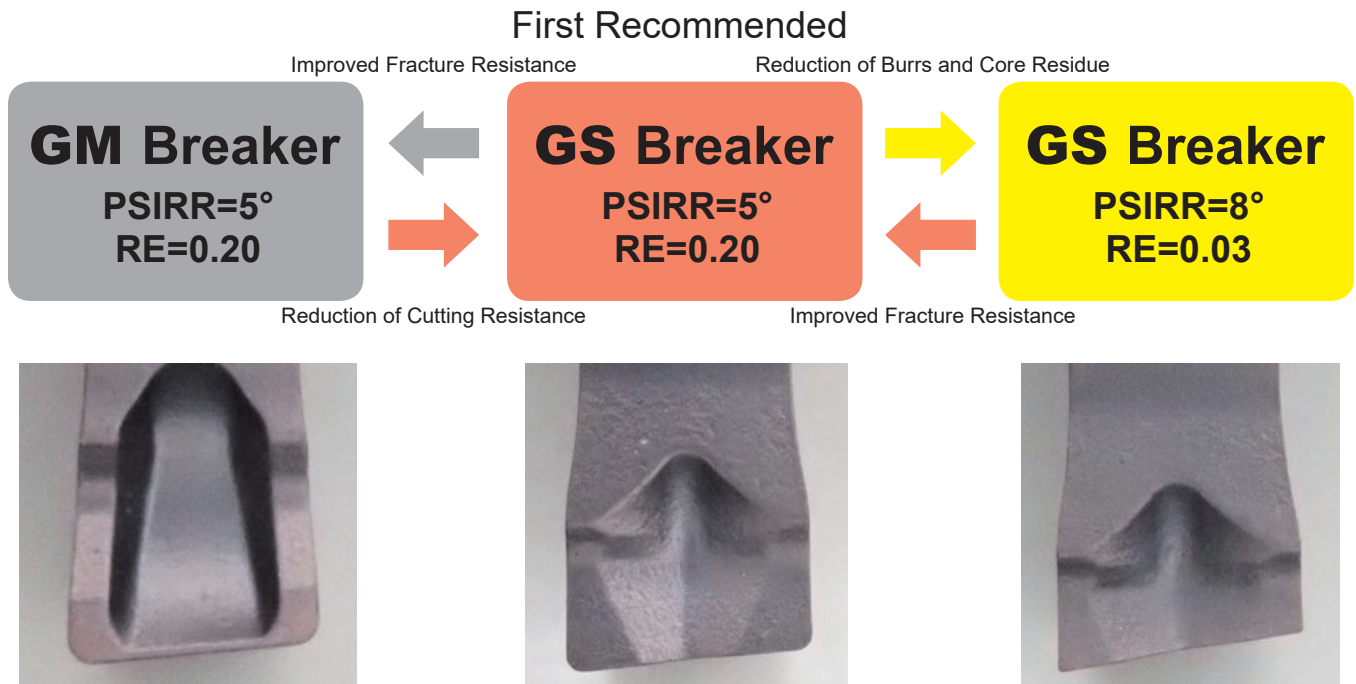 First Recommended
Improved Fracture Resistance
Reduction of Burrs and Core Residue
GM Breaker
PSIRR=5°
RE=0.20
GS Breaker
PSIRR=5°
RE=0.20
GS Breaker
PSIRR=8°
RE=0.03
Reduction of Cutting Resistance
Improved Fracture Resistance